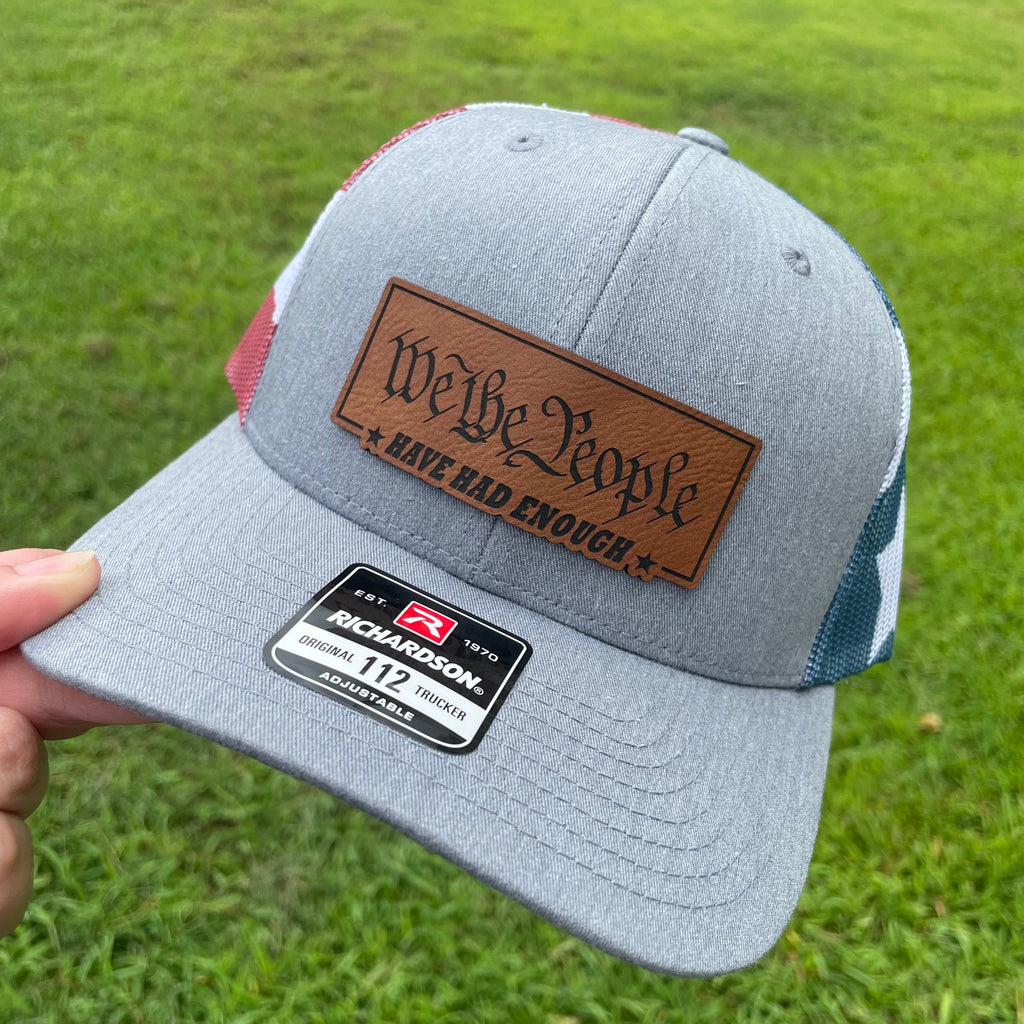 We The People
★ HAVE HAD ENOUGH ★
EST. R 1970
RICHARDSON®
ORIGINAL 112 TRUCKER
ADJUSTABLE